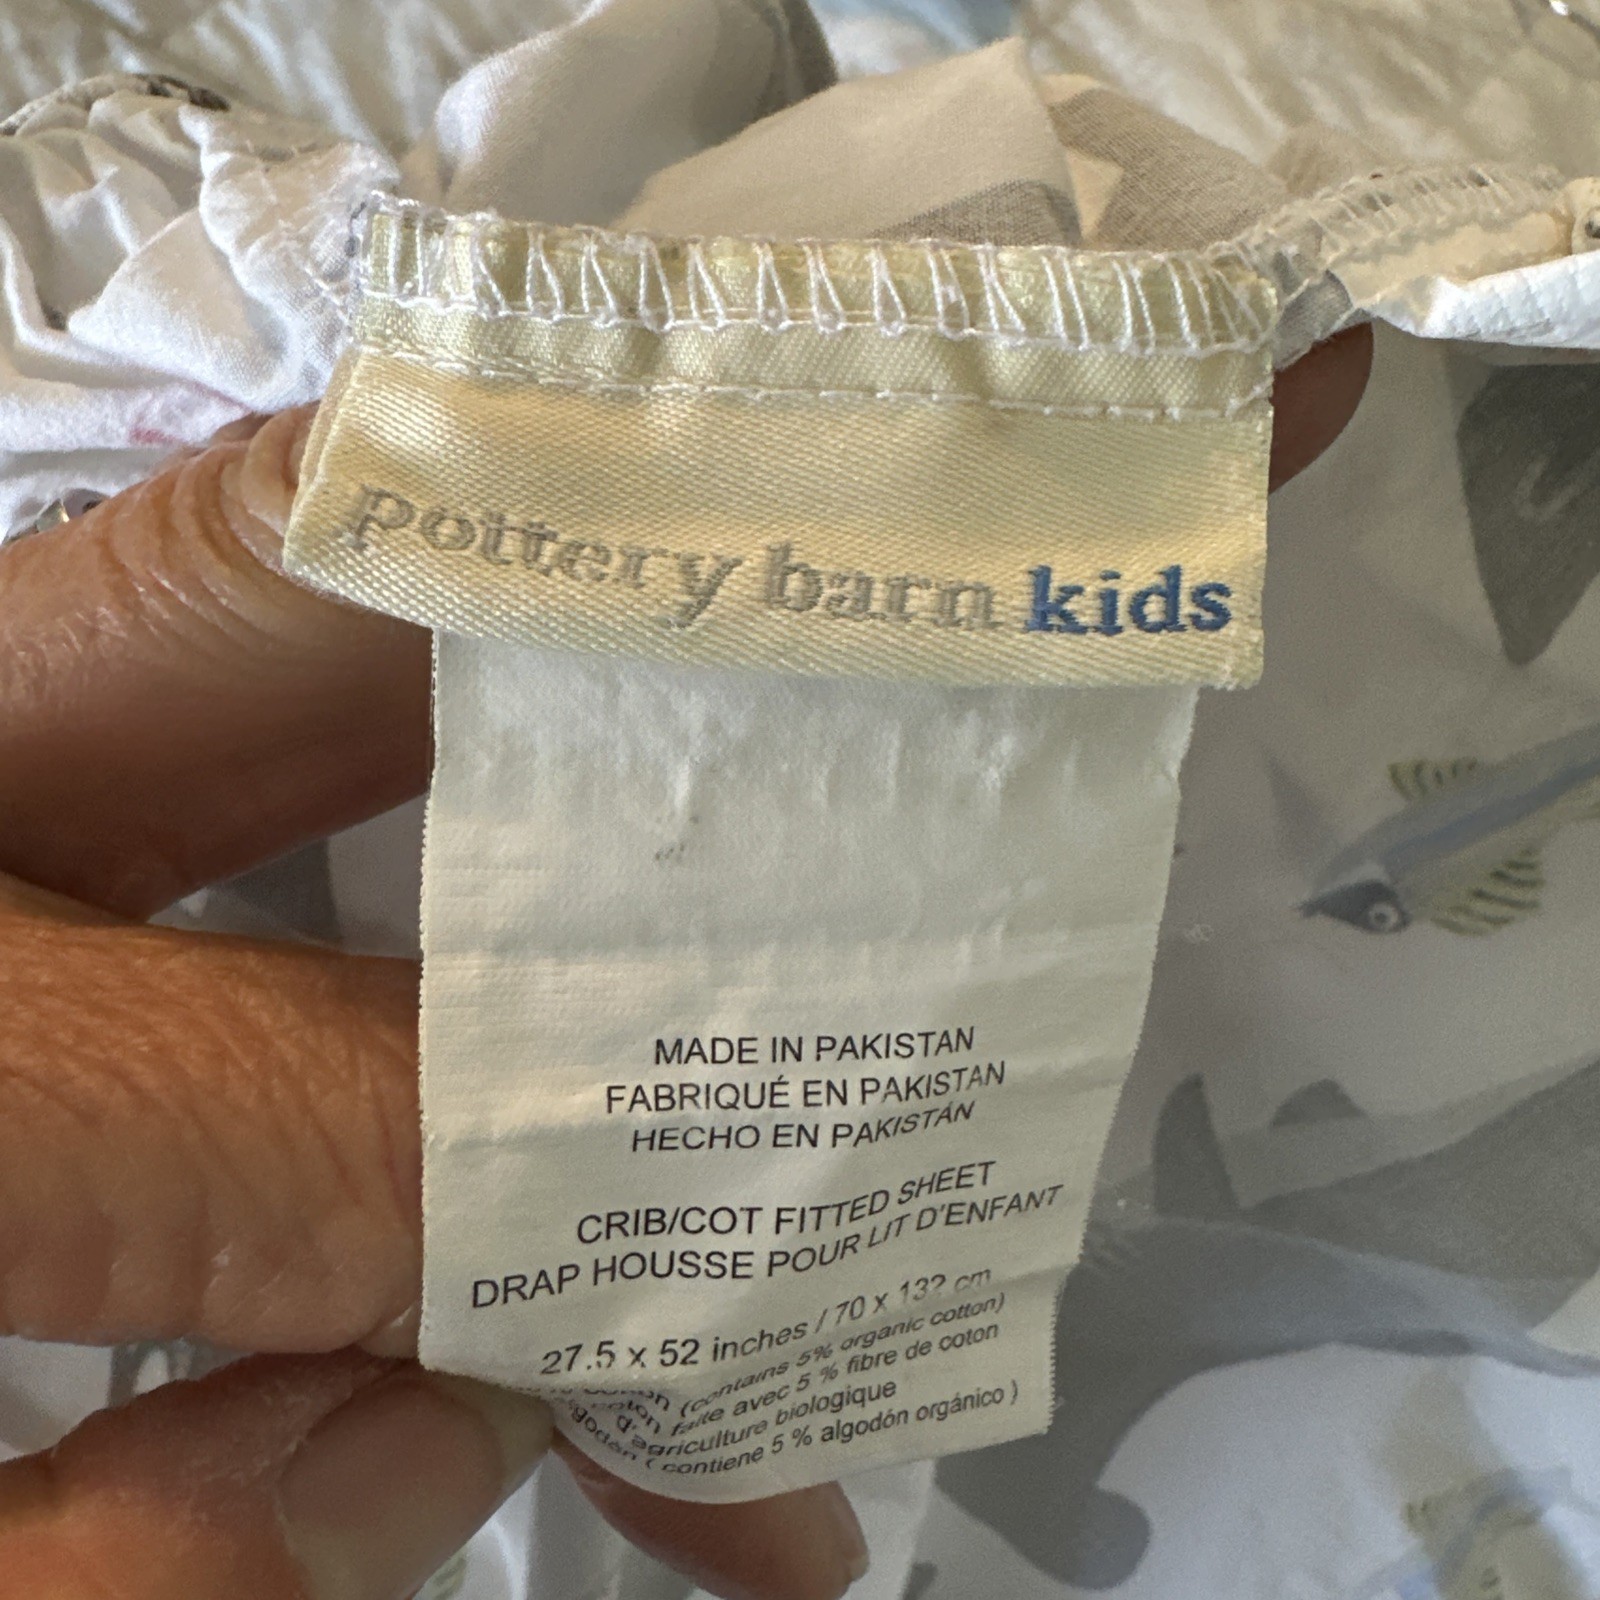 pottery barn kids
MADE IN PAKISTAN
FABRIQUÉ EN PAKISTAN
HECHO EN PAKISTÁN
CRIB/COT FITTED SHEET
DRAP HOUSSE POUR LIT D'ENFANT
27.5 x 52 inches / 70 x 132 cm
(contains 5% organic cotton)
faite avec 5 % fibre de coton
d'agriculture biologique
( contiene 5 % algodón orgánico )